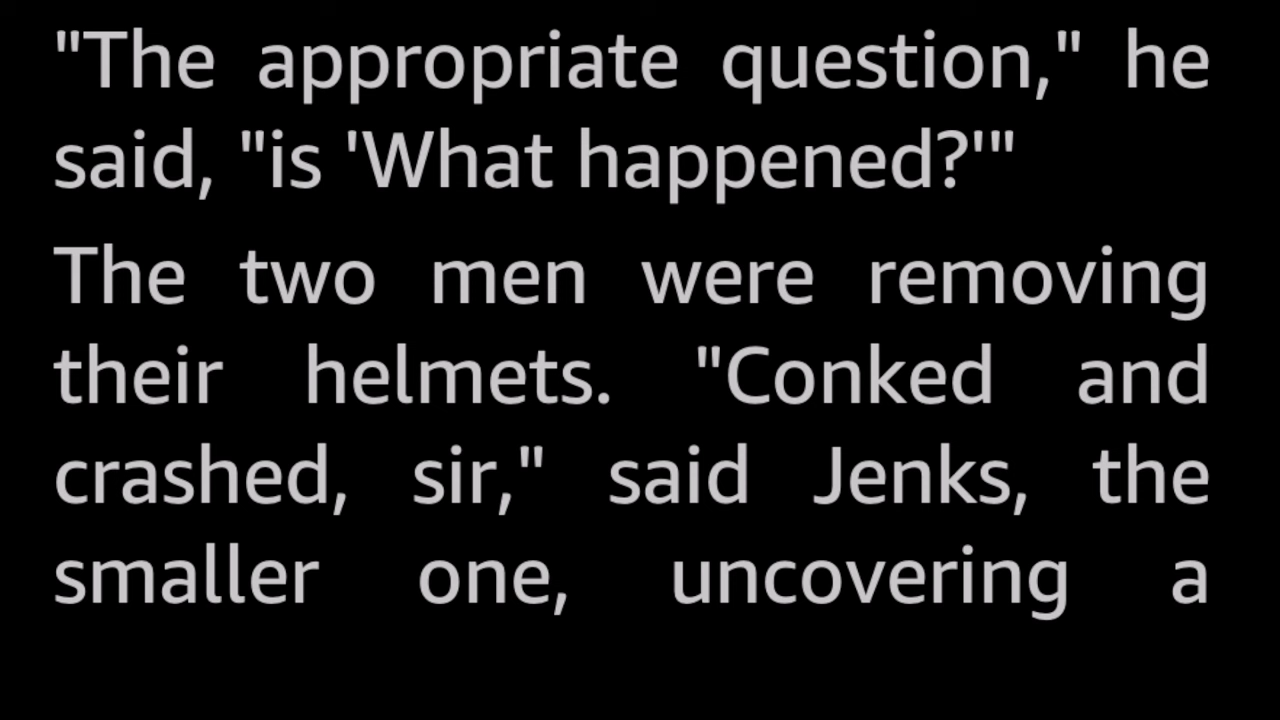 "The appropriate question," he
said, "is 'What happened?'"
The two men were removing
their helmets. "Conked and
crashed, sir," said Jenks, the
smaller one, uncovering a